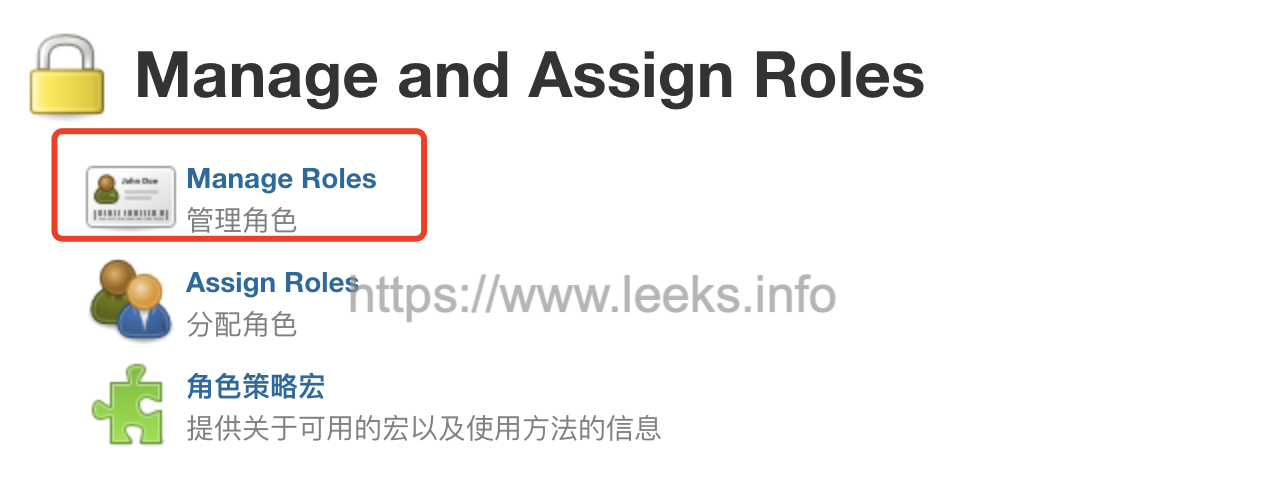 Manage and Assign Roles
John Doe
Manage Roles
管理角色
Assign Roles
https://www.leeks.info
分配角色
角色策略宏
提供关于可用的宏以及使用方法的信息